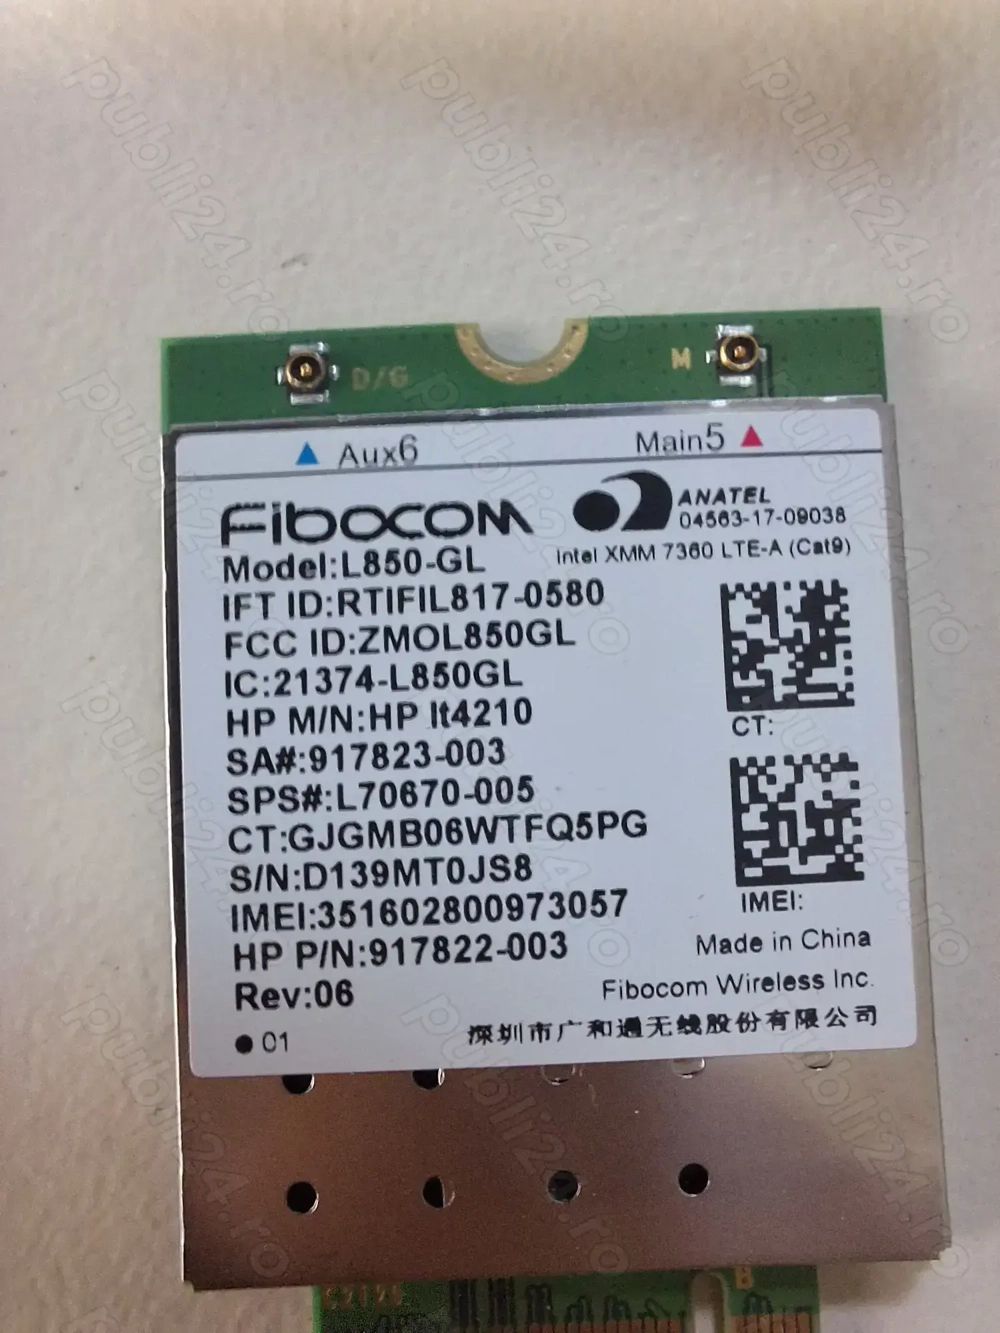 D/G M
Aux6 Main5
Fibocom
ANATEL
04563-17-09038
Intel XMM 7360 LTE-A (Cat9)
Model:L850-GL
IFT ID:RTIFIL817-0580
FCC ID:ZMOL850GL
IC:21374-L850GL
HP M/N:HP lt4210
SA#:917823-003
SPS#:L70670-005
CT:GJGMB06WTFQ5PG
S/N:D139MT0JS8
IMEI:351602800973057
HP P/N:917822-003
Rev:06
01
CT:
IMEI:
Made in China
Fibocom Wireless Inc.
深圳市广和通无线股份有限公司
B
publi24.ro